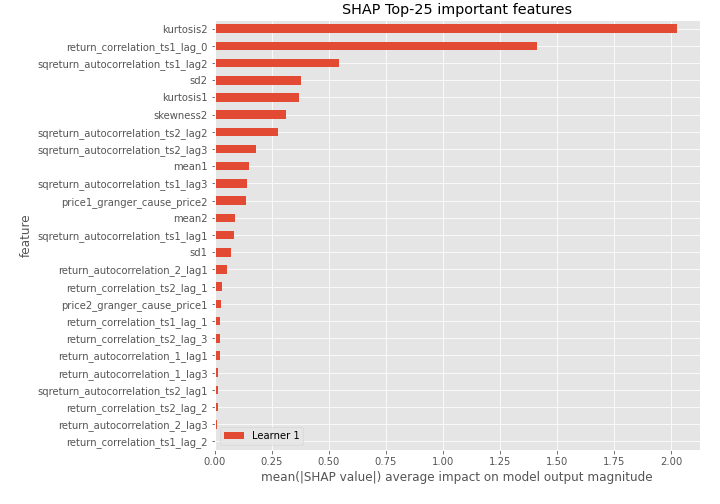 SHAP Top-25 important features
kurtosis2
return_correlation_ts1_lag_0
sqreturn_autocorrelation_ts1_lag2
sd2
kurtosis1
skewness2
sqreturn_autocorrelation_ts2_lag2
sqreturn_autocorrelation_ts2_lag3
mean1
sqreturn_autocorrelation_ts1_lag3
price1_granger_cause_price2
mean2
sqreturn_autocorrelation_ts1_lag1
sd1
return_autocorrelation_2_lag1
return_correlation_ts2_lag_1
price2_granger_cause_price1
return_correlation_ts1_lag_1
return_correlation_ts2_lag_3
return_autocorrelation_1_lag1
return_autocorrelation_1_lag3
sqreturn_autocorrelation_ts2_lag1
return_correlation_ts2_lag_2
return_autocorrelation_2_lag3
return_correlation_ts1_lag_2
feature
Learner 1
0.00 0.25 0.50 0.75 1.00 1.25 1.50 1.75 2.00
mean(|SHAP value|) average impact on model output magnitude